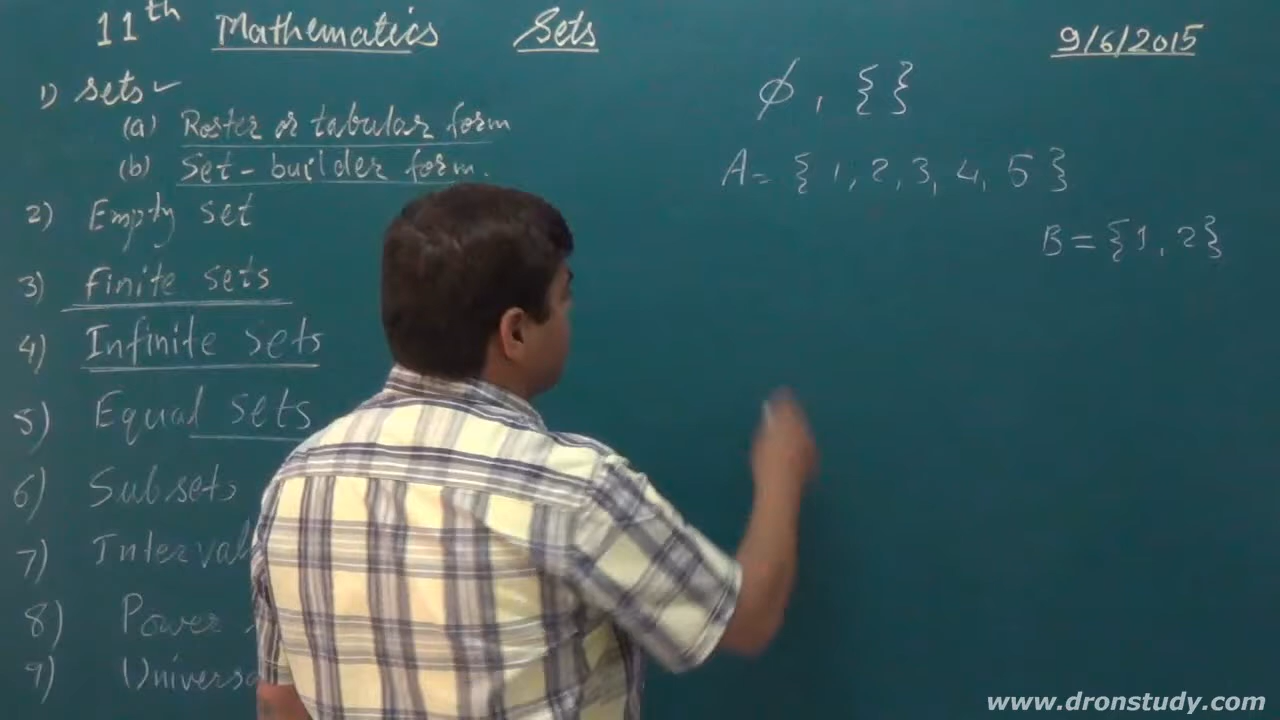 11th Mathematics Sets
9/6/2015
1) Sets ✓
(a) Roster or tabular form
(b) Set-builder form.
2) Empty set
3) Finite sets
4) Infinite sets
5) Equal sets
6) Subsets
7) Interval
8) Power
9) Universa
ϕ, { }
A = { 1, 2, 3, 4, 5 }
B = {1, 2}
www.dronstudy.com